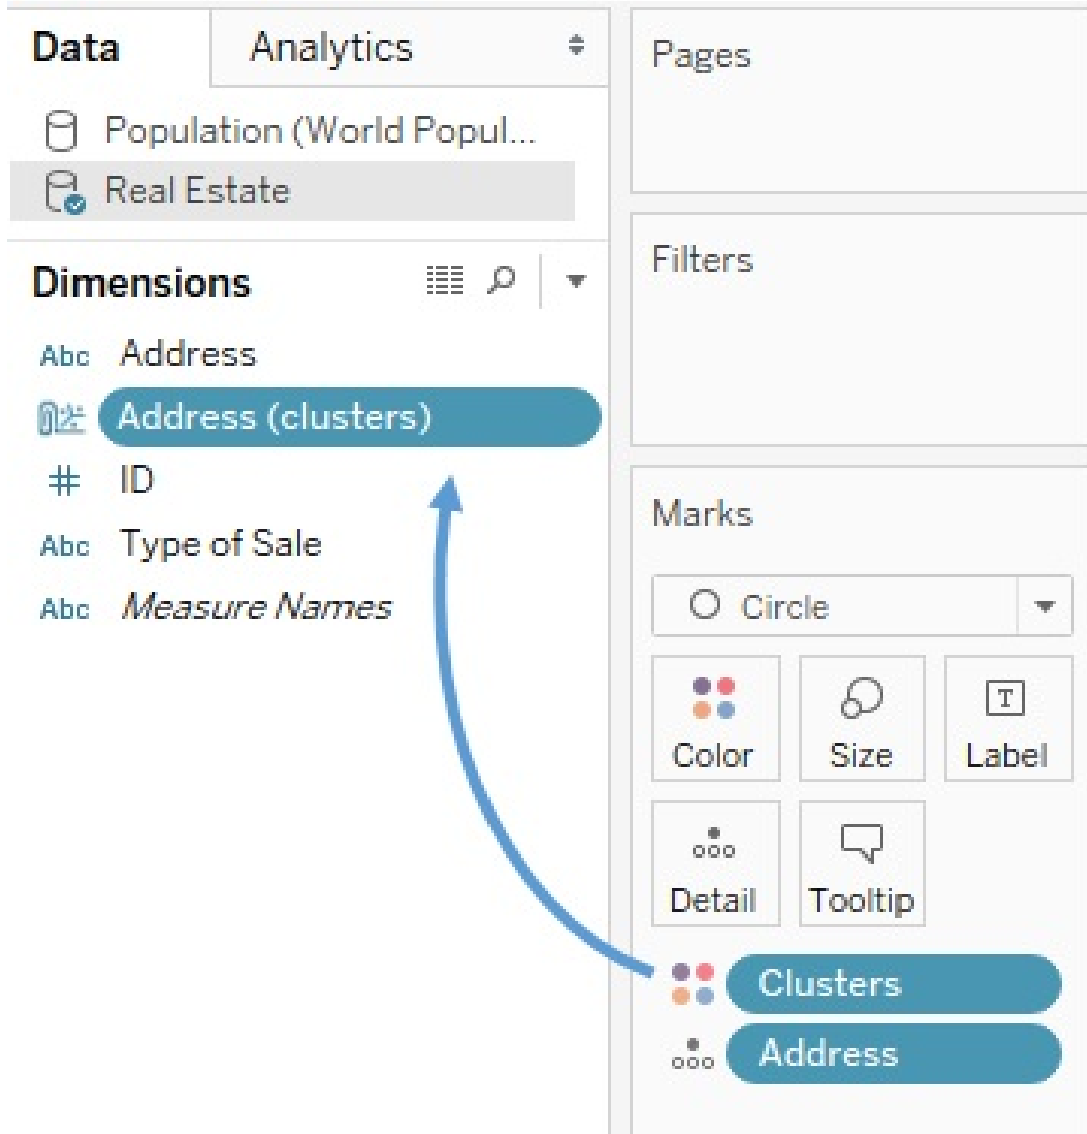 Data
Analytics
Population (World Popul...
Real Estate
Dimensions
Abc Address
Address (clusters)
# ID
Abc Type of Sale
Abc Measure Names
Pages
Filters
Marks
Circle
Color
Size
T
Label
Detail
Tooltip
Clusters
Address